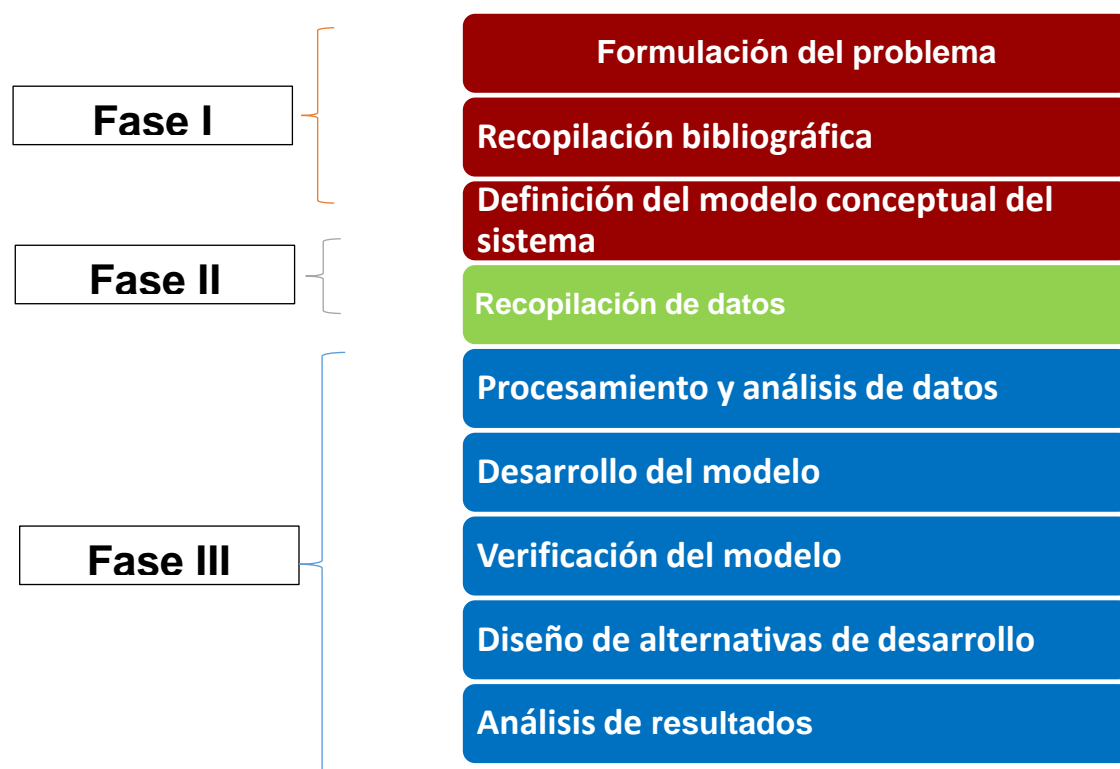 Fase I
Formulación del problema
Recopilación bibliográfica
Definición del modelo conceptual del
sistema
Fase II
Recopilación de datos
Fase III
Procesamiento y análisis de datos
Desarrollo del modelo
Verificación del modelo
Diseño de alternativas de desarrollo
Análisis de resultados